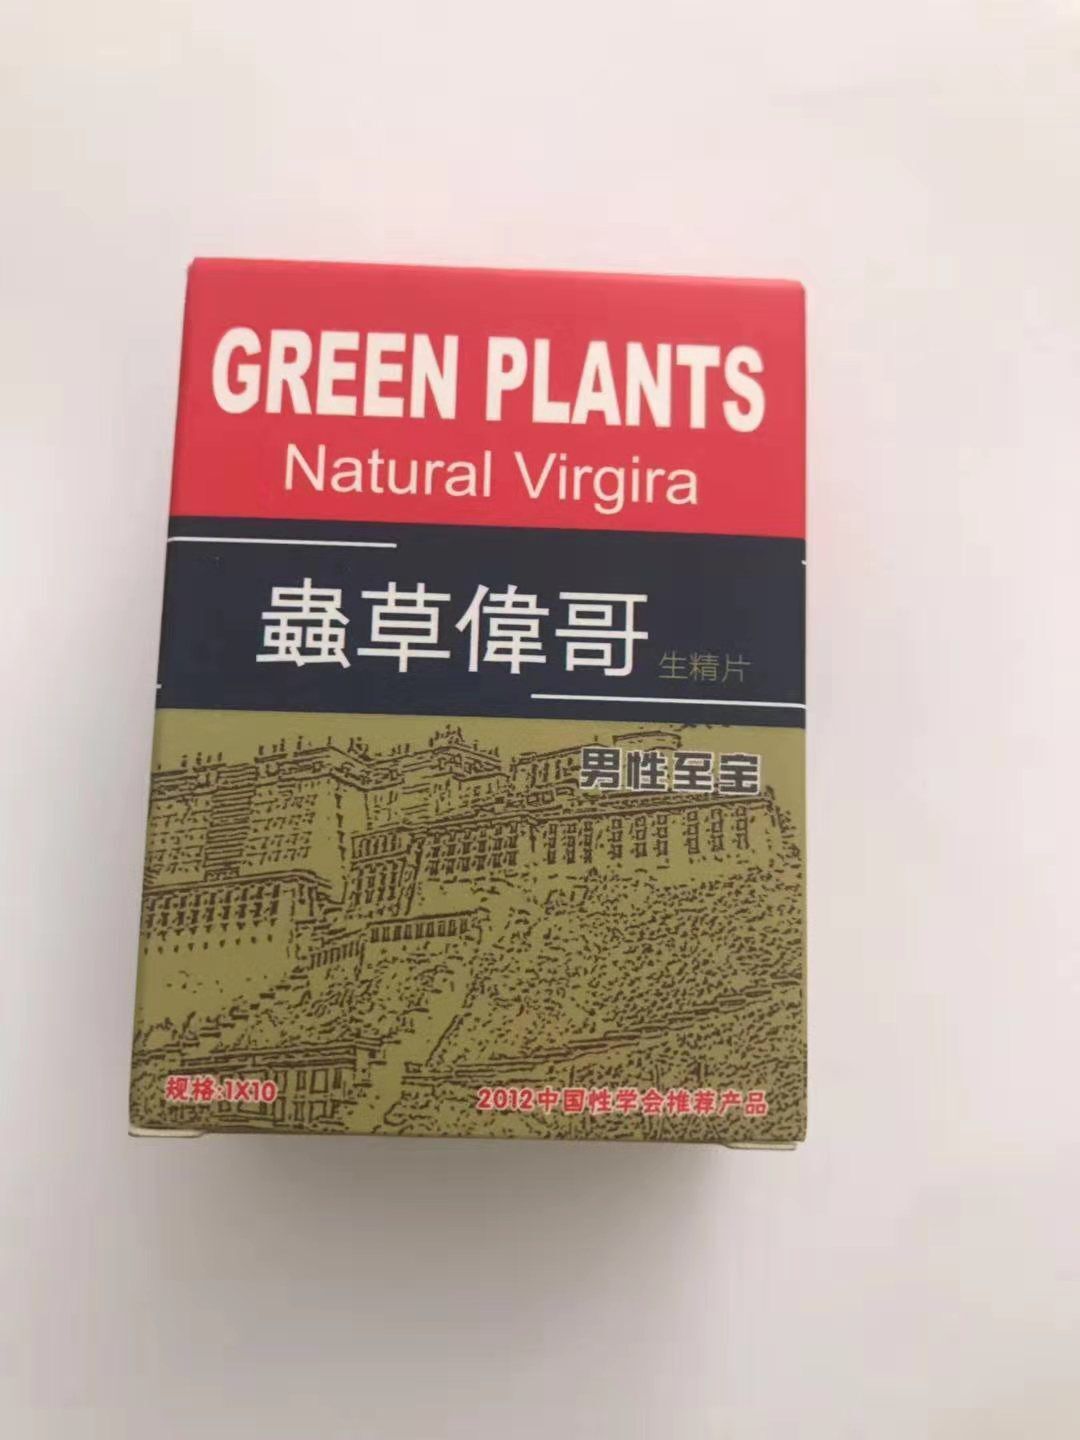 GREEN PLANTS
Natural Virgira
蟲草偉哥 生精片
男性至宝
规格:1X10
2012中国性学会推荐产品